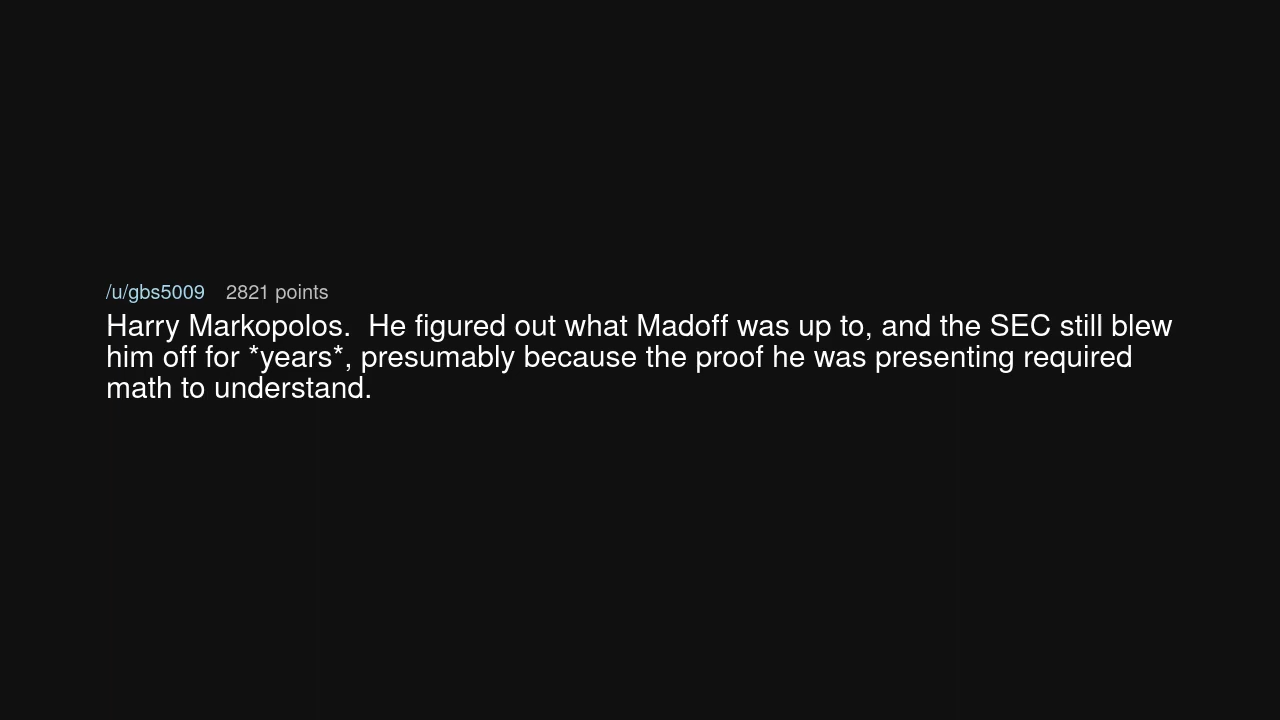 /u/gbs5009 2821 points
Harry Markopolos.  He figured out what Madoff was up to, and the SEC still blew
him off for *years*, presumably because the proof he was presenting required
math to understand.